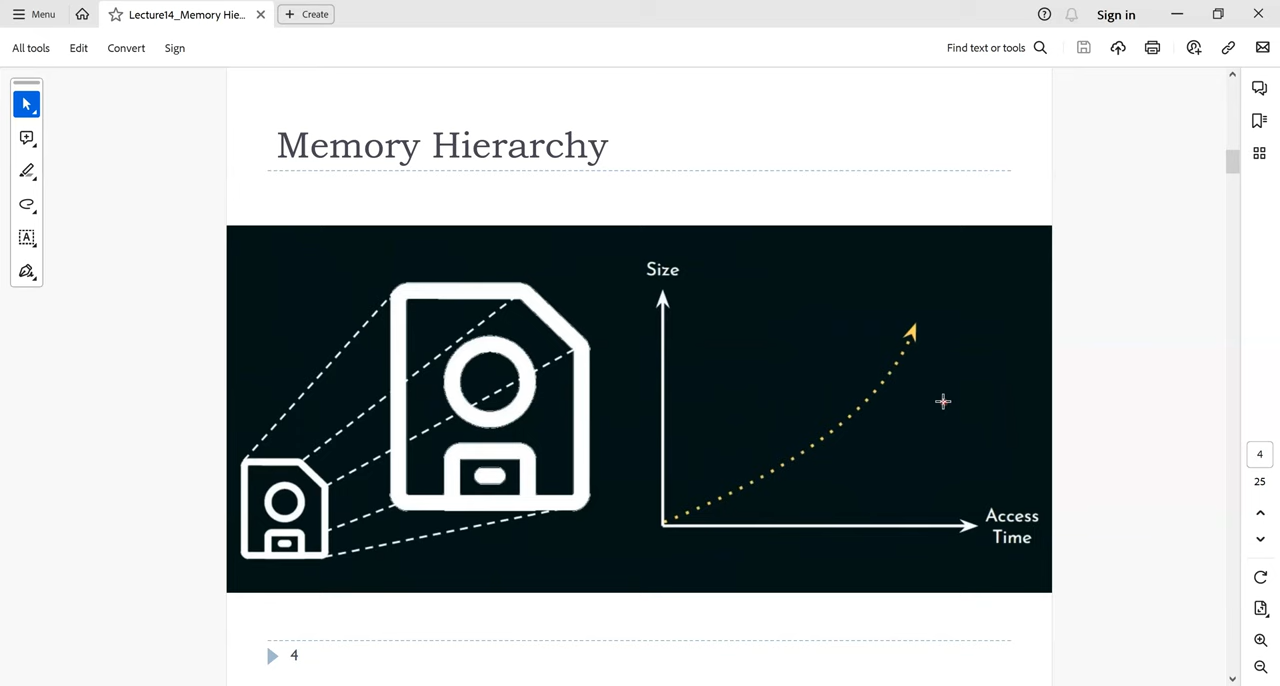 Menu
Lecture14_Memory Hie...
Create
Sign in
All tools
Edit
Convert
Sign
Find text or tools
Memory Hierarchy
Size
Access
Time
4
4
25